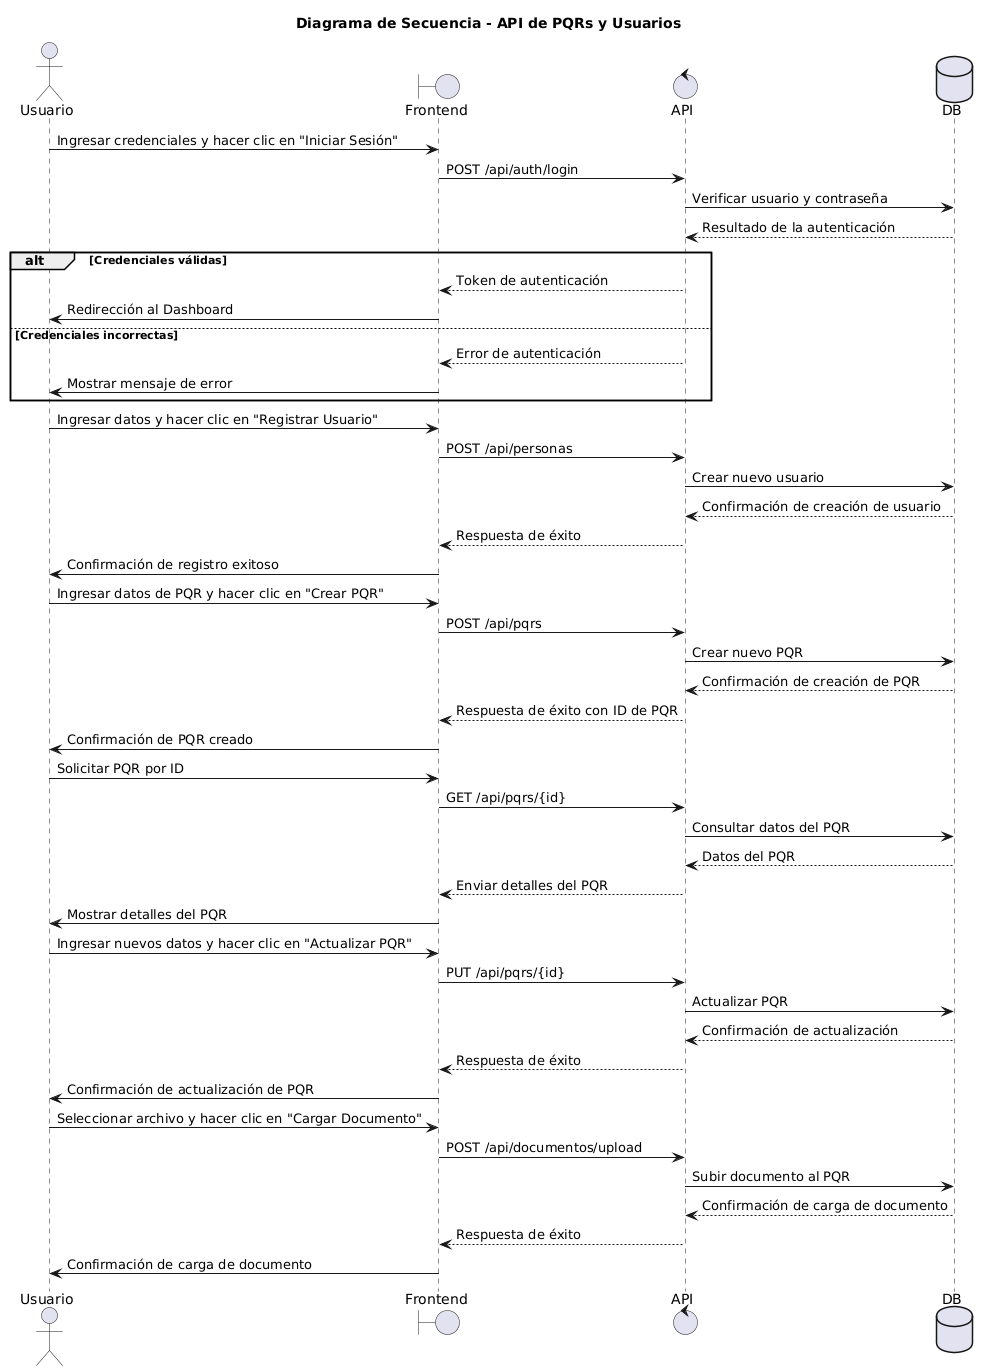 Diagrama de Secuencia - API de PQRs y Usuarios
Usuario
Frontend
API
DB
Ingresar credenciales y hacer clic en "Iniciar Sesión"
POST /api/auth/login
Verificar usuario y contraseña
Resultado de la autenticación
alt
[Credenciales válidas]
Token de autenticación
Redirección al Dashboard
[Credenciales incorrectas]
Error de autenticación
Mostrar mensaje de error
Ingresar datos y hacer clic en "Registrar Usuario"
POST /api/personas
Crear nuevo usuario
Confirmación de creación de usuario
Respuesta de éxito
Confirmación de registro exitoso
Ingresar datos de PQR y hacer clic en "Crear PQR"
POST /api/pqrs
Crear nuevo PQR
Confirmación de creación de PQR
Respuesta de éxito con ID de PQR
Confirmación de PQR creado
Solicitar PQR por ID
GET /api/pqrs/{id}
Consultar datos del PQR
Datos del PQR
Enviar detalles del PQR
Mostrar detalles del PQR
Ingresar nuevos datos y hacer clic en "Actualizar PQR"
PUT /api/pqrs/{id}
Actualizar PQR
Confirmación de actualización
Respuesta de éxito
Confirmación de actualización de PQR
Seleccionar archivo y hacer clic en "Cargar Documento"
POST /api/documentos/upload
Subir documento al PQR
Confirmación de carga de documento
Respuesta de éxito
Confirmación de carga de documento
Usuario
Frontend
API
DB